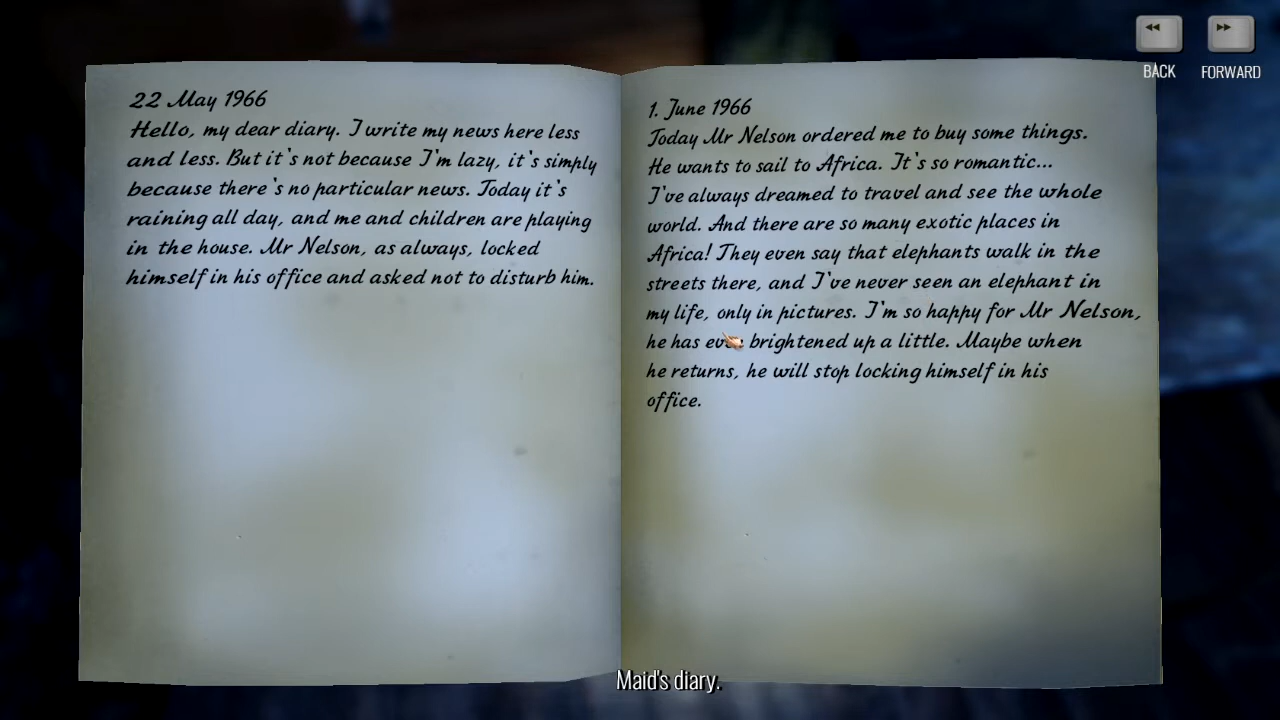 BACK
FORWARD
22 May 1966
Hello, my dear diary. I write my news here less
and less. But it's not because I'm lazy, it's simply
because there's no particular news. Today it's
raining all day, and me and children are playing
in the house. Mr Nelson, as always, locked
himself in his office and asked not to disturb him.
1. June 1966
Today Mr Nelson ordered me to buy some things.
He wants to sail to Africa. It's so romantic...
I've always dreamed to travel and see the whole
world. And there are so many exotic places in
Africa! They even say that elephants walk in the
streets there, and I've never seen an elephant in
my life, only in pictures. I'm so happy for Mr Nelson,
he has even brightened up a little. Maybe when
he returns, he will stop locking himself in his
office.
Maid's diary.